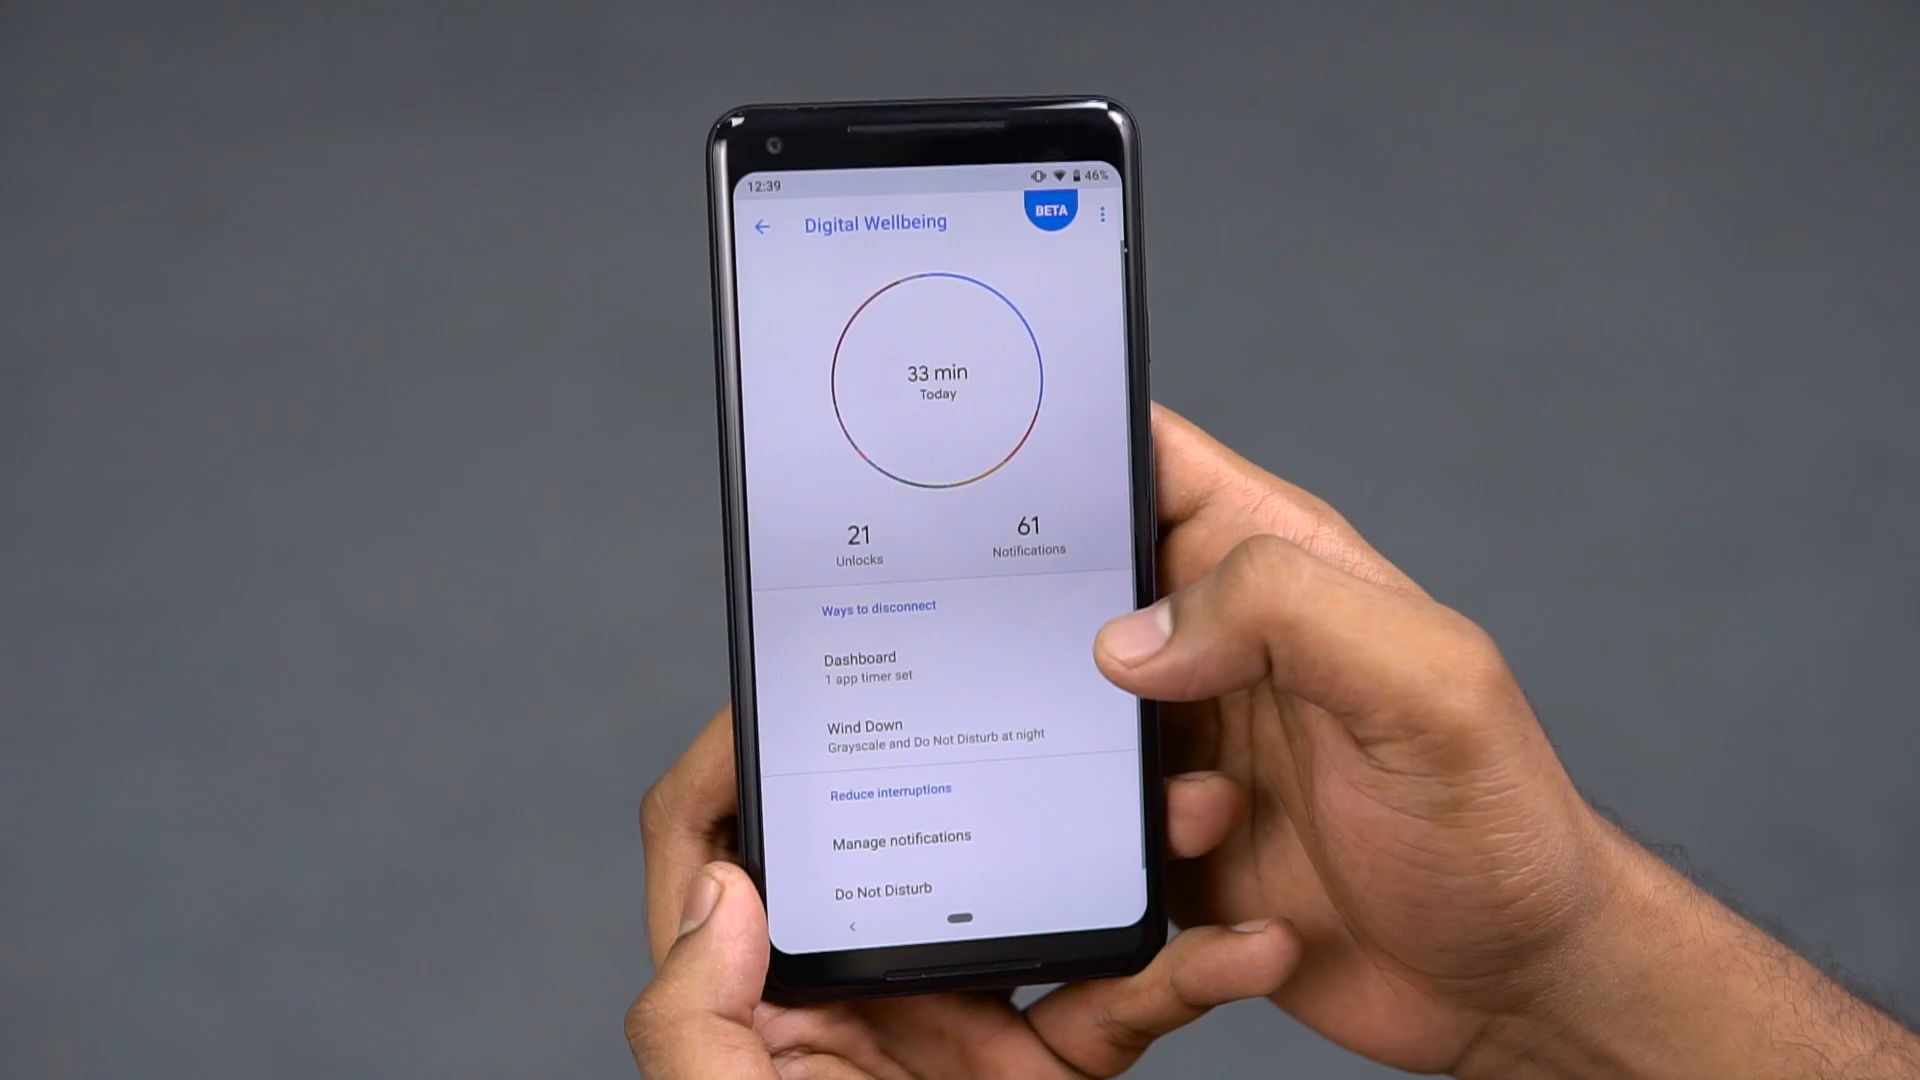 12:39
46%
Digital Wellbeing
BETA
33 min
Today
21
Unlocks
61
Notifications
Ways to disconnect
Dashboard
1 app timer set
Wind Down
Grayscale and Do Not Disturb at night
Reduce interruptions
Manage notifications
Do Not Disturb